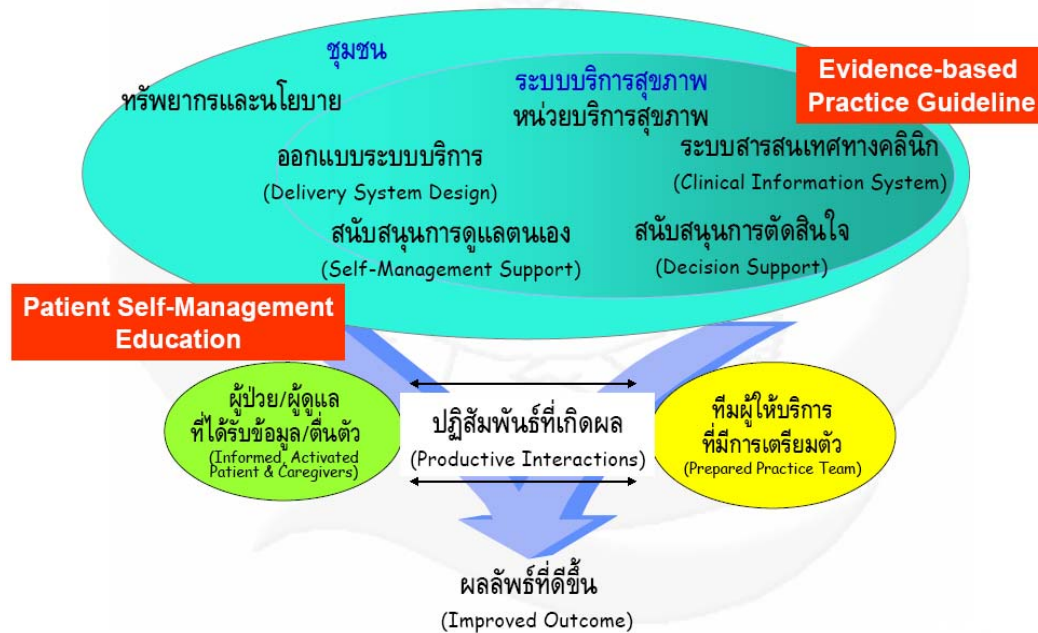 ชุมชน
ทรัพยากรและนโยบาย
ระบบบริการสุขภาพ
หน่วยบริการสุขภาพ
Evidence-based
Practice Guideline
ออกแบบระบบบริการ
(Delivery System Design)
ระบบสารสนเทศทางคลินิก
(Clinical Information System)
สนับสนุนการดูแลตนเอง
(Self-Management Support)
สนับสนุนการตัดสินใจ
(Decision Support)
Patient Self-Management
Education
ผู้ป่วย/ผู้ดูแล
ที่ได้รับข้อมูล/ตื่นตัว
(Informed, Activated
Patient & Caregivers)
ปฏิสัมพันธ์ที่เกิดผล
(Productive Interactions)
ทีมผู้ให้บริการ
ที่มีการเตรียมตัว
(Prepared Practice Team)
ผลลัพธ์ที่ดีขึ้น
(Improved Outcome)